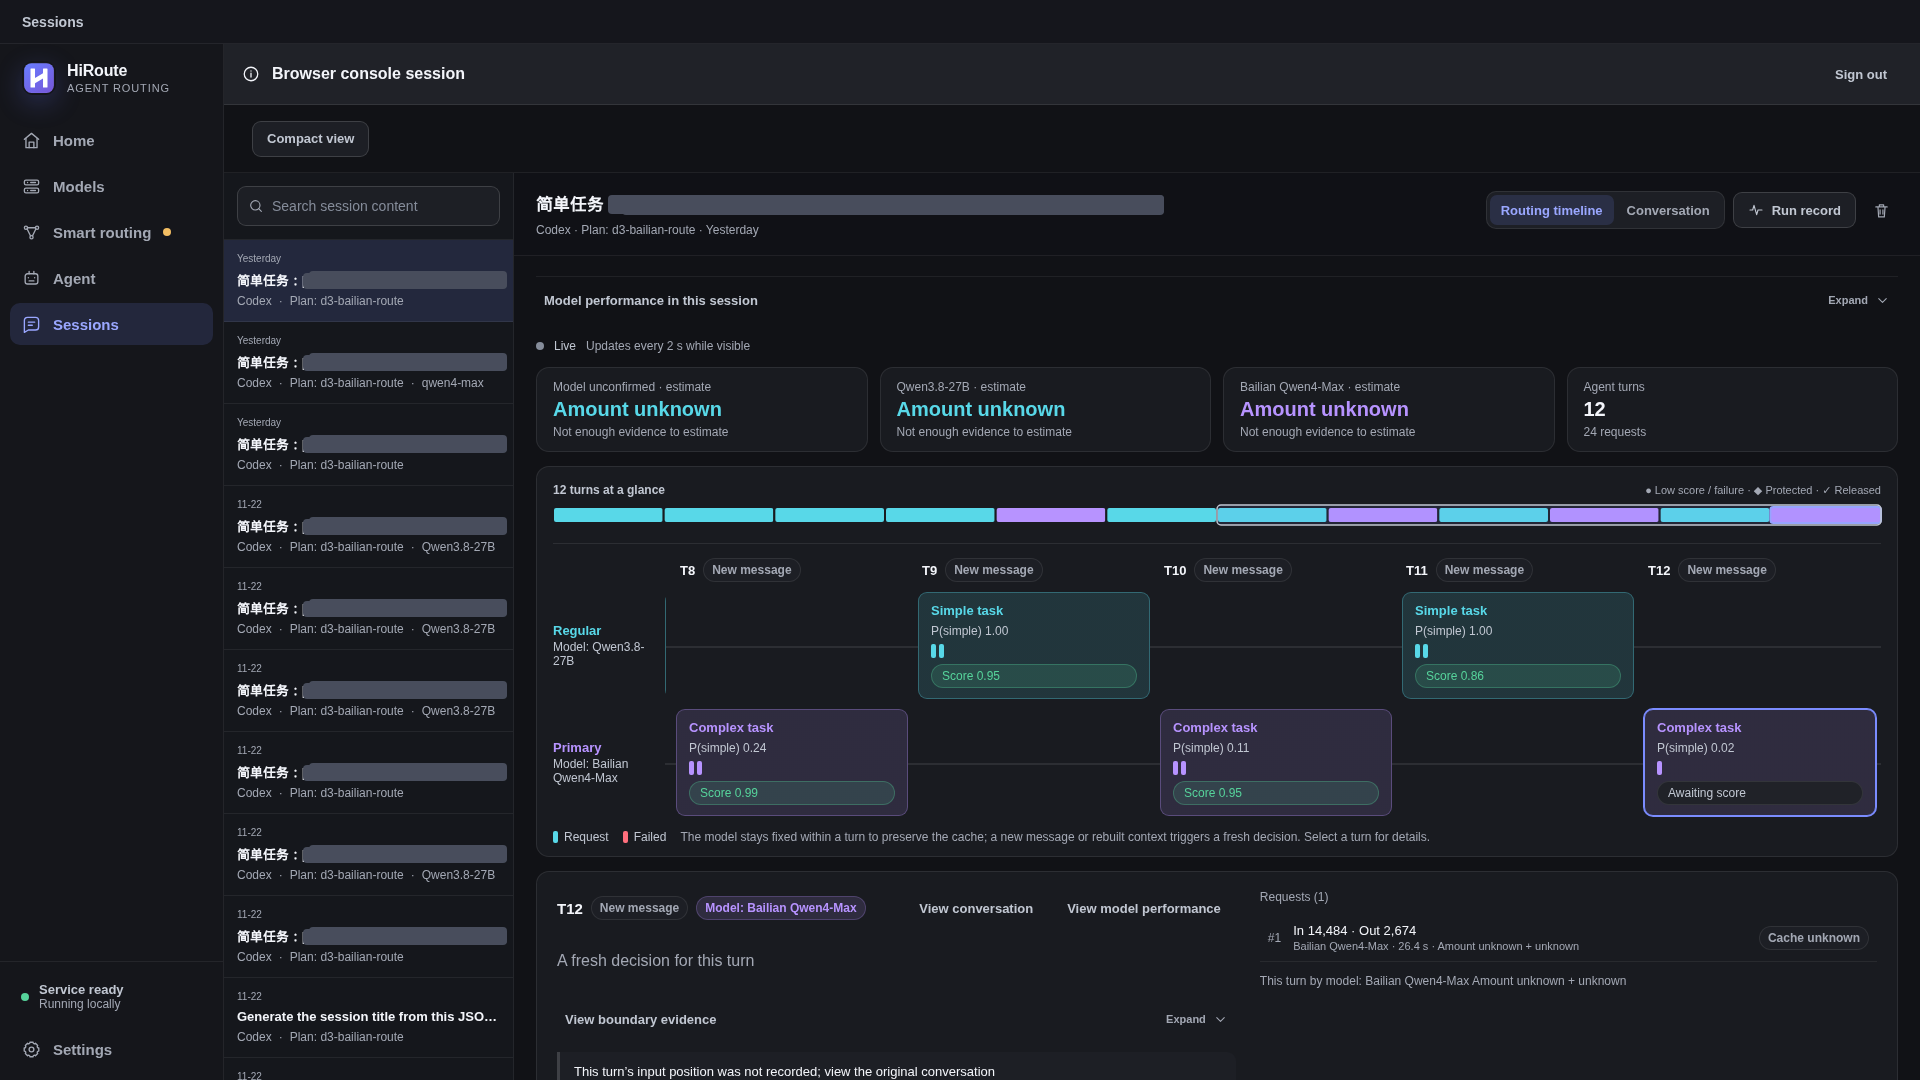 Sessions
HiRoute
AGENT ROUTING
Home
Models
Smart routing
Agent
Sessions
Service ready
Running locally
Settings
Browser console session
Sign out
Compact view
Search session content
Yesterday
简单任务：
Codex · Plan: d3-bailian-route
Yesterday
简单任务：
Codex · Plan: d3-bailian-route · qwen4-max
Yesterday
简单任务：
Codex · Plan: d3-bailian-route
11-22
简单任务：
Codex · Plan: d3-bailian-route · Qwen3.8-27B
11-22
简单任务：
Codex · Plan: d3-bailian-route · Qwen3.8-27B
11-22
简单任务：
Codex · Plan: d3-bailian-route · Qwen3.8-27B
11-22
简单任务：
Codex · Plan: d3-bailian-route
11-22
简单任务：
Codex · Plan: d3-bailian-route · Qwen3.8-27B
11-22
简单任务：
Codex · Plan: d3-bailian-route
11-22
Generate the session title from this JSO…
Codex · Plan: d3-bailian-route
11-22
简单任务
Codex · Plan: d3-bailian-route · Yesterday
Routing timeline
Conversation
Run record
Model performance in this session
Expand
Live Updates every 2 s while visible
Model unconfirmed · estimate
Amount unknown
Not enough evidence to estimate
Qwen3.8-27B · estimate
Amount unknown
Not enough evidence to estimate
Bailian Qwen4-Max · estimate
Amount unknown
Not enough evidence to estimate
Agent turns
12
24 requests
12 turns at a glance
● Low score / failure · ◆ Protected · ✓ Released
T8 New message
T9 New message
T10 New message
T11 New message
T12 New message
Regular
Model: Qwen3.8-
27B
Simple task
P(simple) 1.00
Score 0.95
Simple task
P(simple) 1.00
Score 0.86
Primary
Model: Bailian
Qwen4-Max
Complex task
P(simple) 0.24
Score 0.99
Complex task
P(simple) 0.11
Score 0.95
Complex task
P(simple) 0.02
Awaiting score
Request
Failed
The model stays fixed within a turn to preserve the cache; a new message or rebuilt context triggers a fresh decision. Select a turn for details.
T12 New message Model: Bailian Qwen4-Max
View conversation
View model performance
A fresh decision for this turn
View boundary evidence
Expand
This turn's input position was not recorded; view the original conversation
Requests (1)
#1
In 14,484 · Out 2,674
Bailian Qwen4-Max · 26.4 s · Amount unknown + unknown
Cache unknown
This turn by model: Bailian Qwen4-Max Amount unknown + unknown